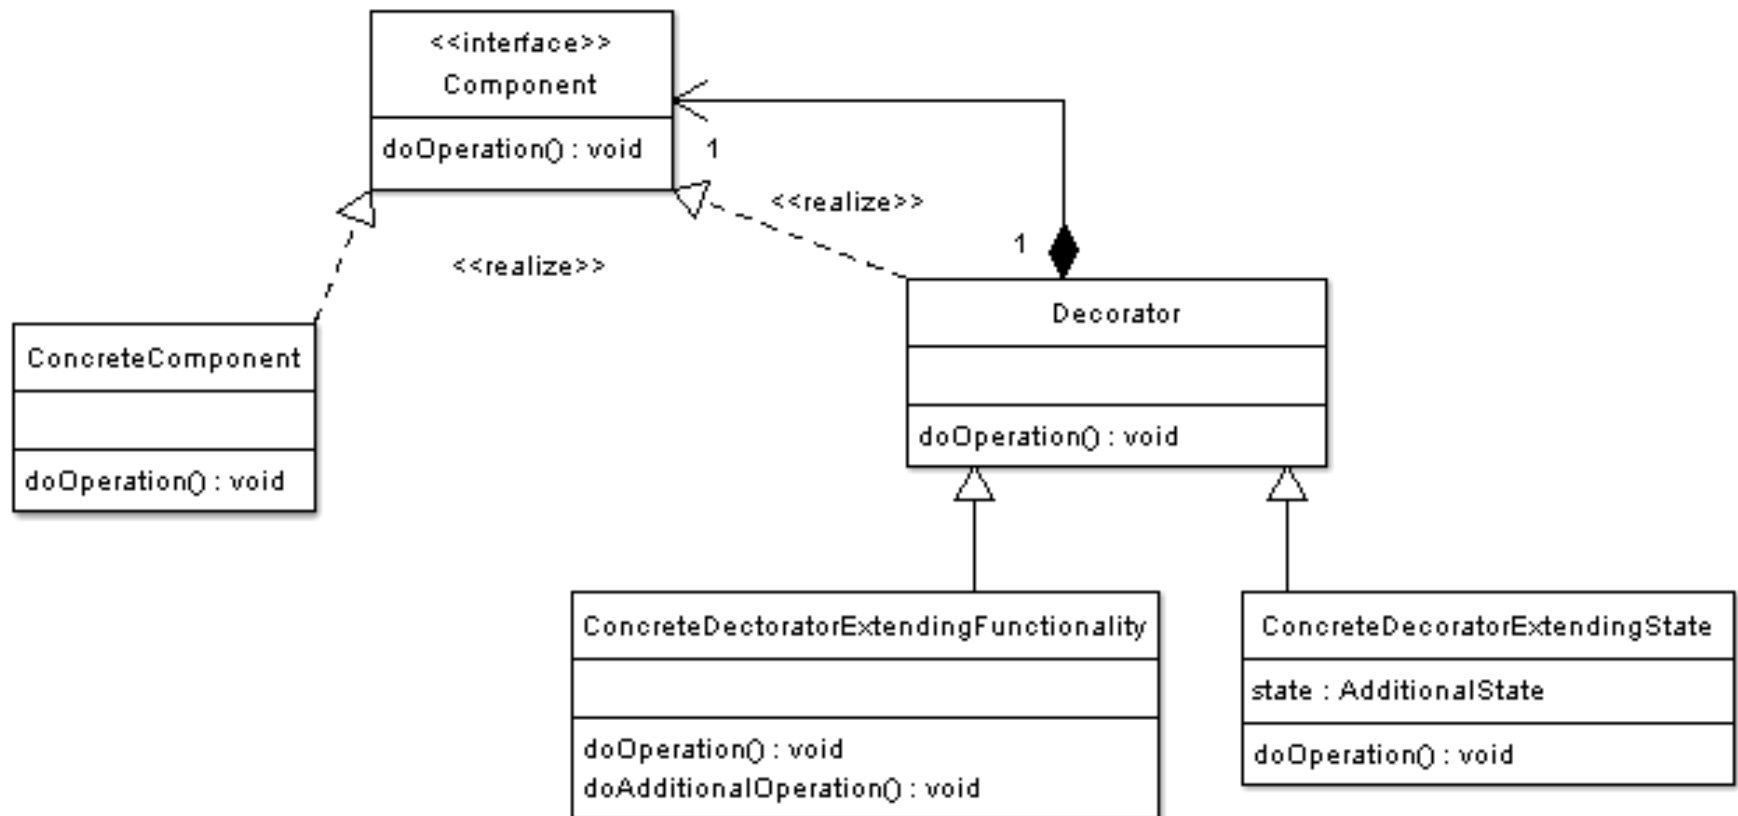 <<interface>>
Component
doOperation() : void
1
<<realize>>
1
<<realize>>
Decorator
doOperation() : void
ConcreteComponent
doOperation() : void
ConcreteDectoratorExtendingFunctionality
doOperation() : void
doAdditionalOperation() : void
ConcreteDecoratorExtendingState
state : AdditionalState
doOperation() : void